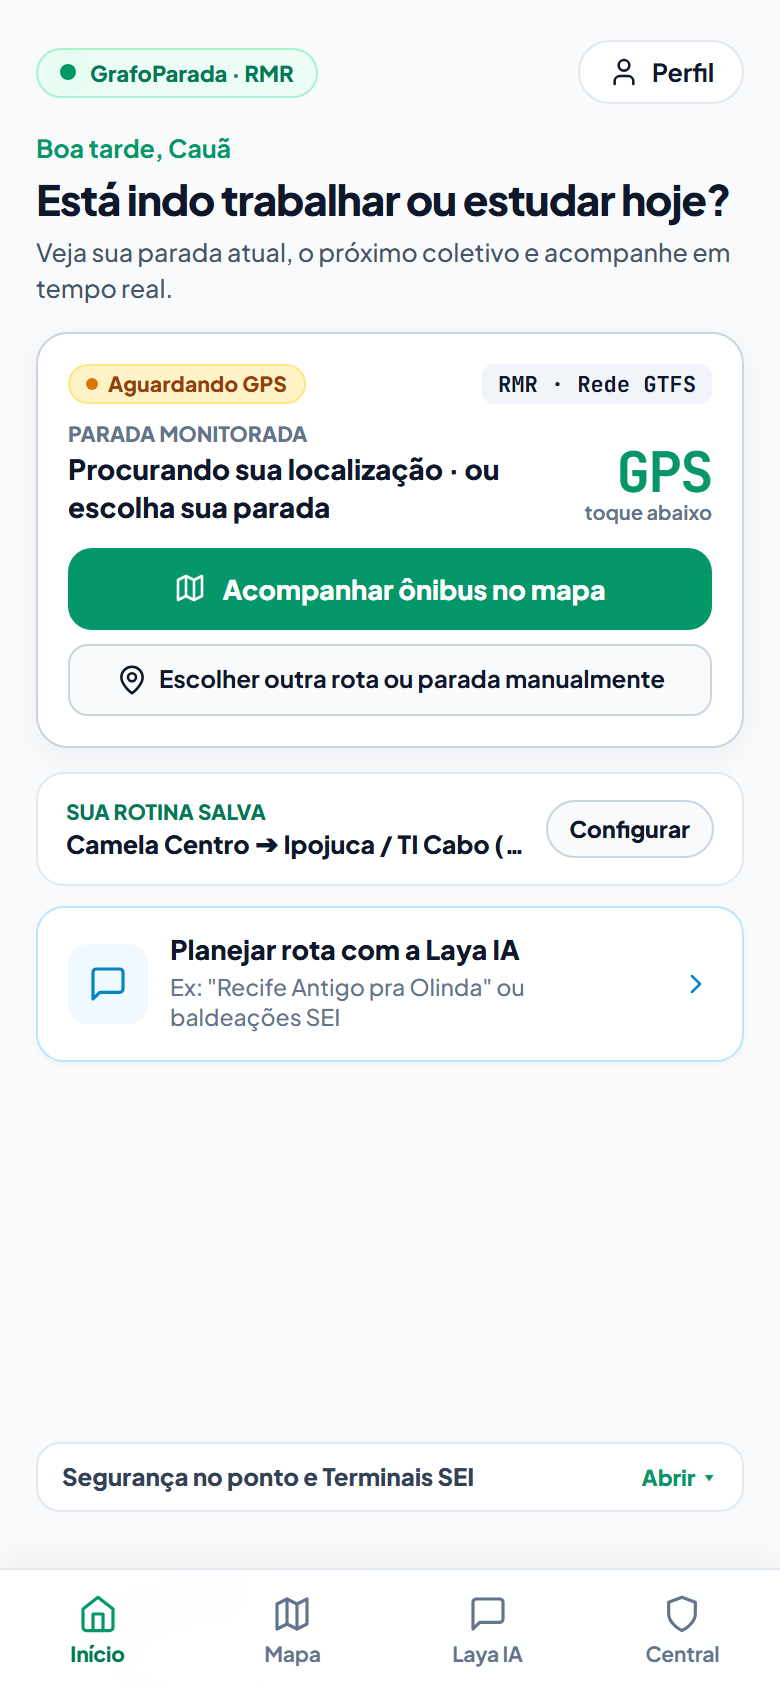 GrafoParada · RMR
Perfil
Boa tarde, Cauã
Está indo trabalhar ou estudar hoje?
Veja sua parada atual, o próximo coletivo e acompanhe em
tempo real.
Aguardando GPS
RMR · Rede GTFS
PARADA MONITORADA
Procurando sua localização · ou
escolha sua parada
GPS
toque abaixo
Acompanhar ônibus no mapa
Escolher outra rota ou parada manualmente
SUA ROTINA SALVA
Camela Centro ➔ Ipojuca / TI Cabo (...
Configurar
Planejar rota com a Laya IA
Ex: "Recife Antigo pra Olinda" ou
baldeações SEI
Segurança no ponto e Terminais SEI
Abrir ▾
Início
Mapa
Laya IA
Central